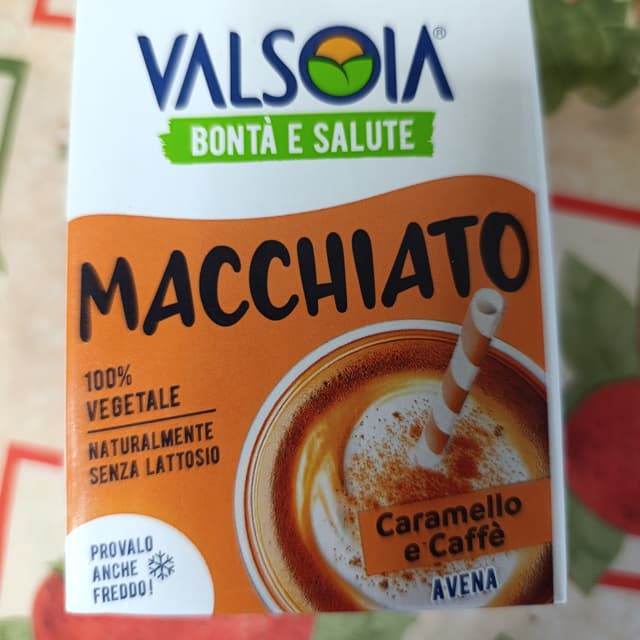 VALSOIA®
BONTÀ E SALUTE
MACCHIATO
100%
VEGETALE
NATURALMENTE
SENZA LATTOSIO
PROVALO
ANCHE
FREDDO!
Caramello
e Caffè
AVENA